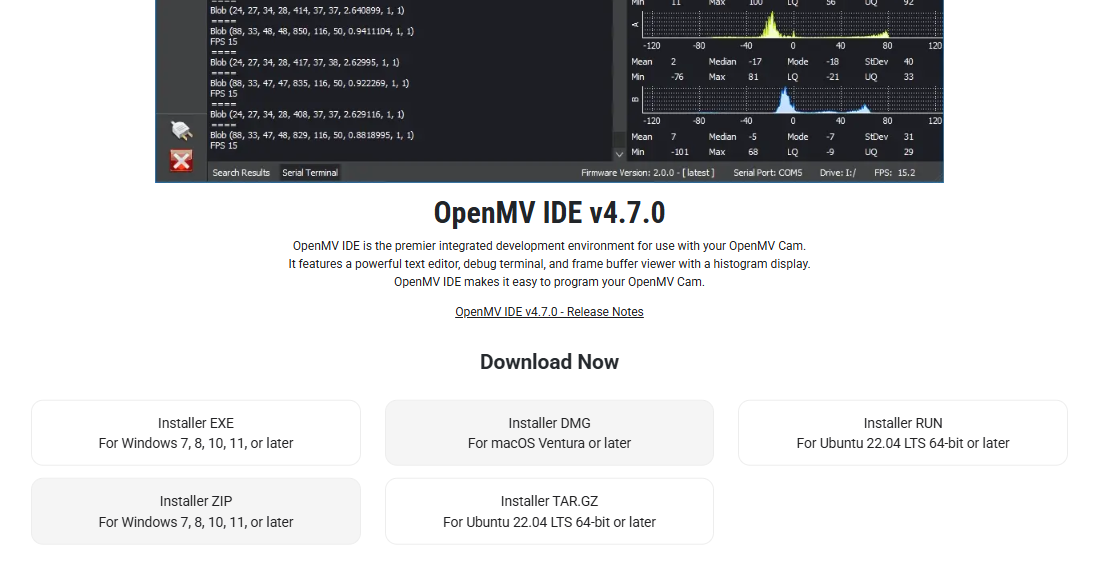 Blob (24, 27, 34, 28, 414, 37, 37, 2.640899, 1, 1)
====
Blob (88, 33, 48, 48, 850, 116, 50, 0.9411104, 1, 1)
FPS 15
====
Blob (24, 27, 34, 28, 417, 37, 38, 2.62995, 1, 1)
====
Blob (88, 33, 47, 47, 835, 116, 50, 0.922269, 1, 1)
FPS 15
====
Blob (24, 27, 34, 28, 408, 37, 37, 2.629116, 1, 1)
====
Blob (88, 33, 47, 48, 829, 116, 50, 0.8818995, 1, 1)
FPS 15
Search Results Serial Terminal
Min 11 Max 100 LQ 56 UQ 92
A
-120 -80 -40 0 40 80 120
Mean 2 Median -17 Mode -18 StDev 40
Min -76 Max 81 LQ -21 UQ 33
B
-120 -80 -40 0 40 80 120
Mean 7 Median -5 Mode -7 StDev 31
Min -101 Max 68 LQ -9 UQ 29
Firmware Version: 2.0.0 - [ latest ] Serial Port: COM5 Drive: I:/ FPS: 15.2
OpenMV IDE v4.7.0
OpenMV IDE is the premier integrated development environment for use with your OpenMV Cam.
It features a powerful text editor, debug terminal, and frame buffer viewer with a histogram display.
OpenMV IDE makes it easy to program your OpenMV Cam.
OpenMV IDE v4.7.0 - Release Notes
Download Now
Installer EXE
For Windows 7, 8, 10, 11, or later
Installer DMG
For macOS Ventura or later
Installer RUN
For Ubuntu 22.04 LTS 64-bit or later
Installer ZIP
For Windows 7, 8, 10, 11, or later
Installer TAR.GZ
For Ubuntu 22.04 LTS 64-bit or later